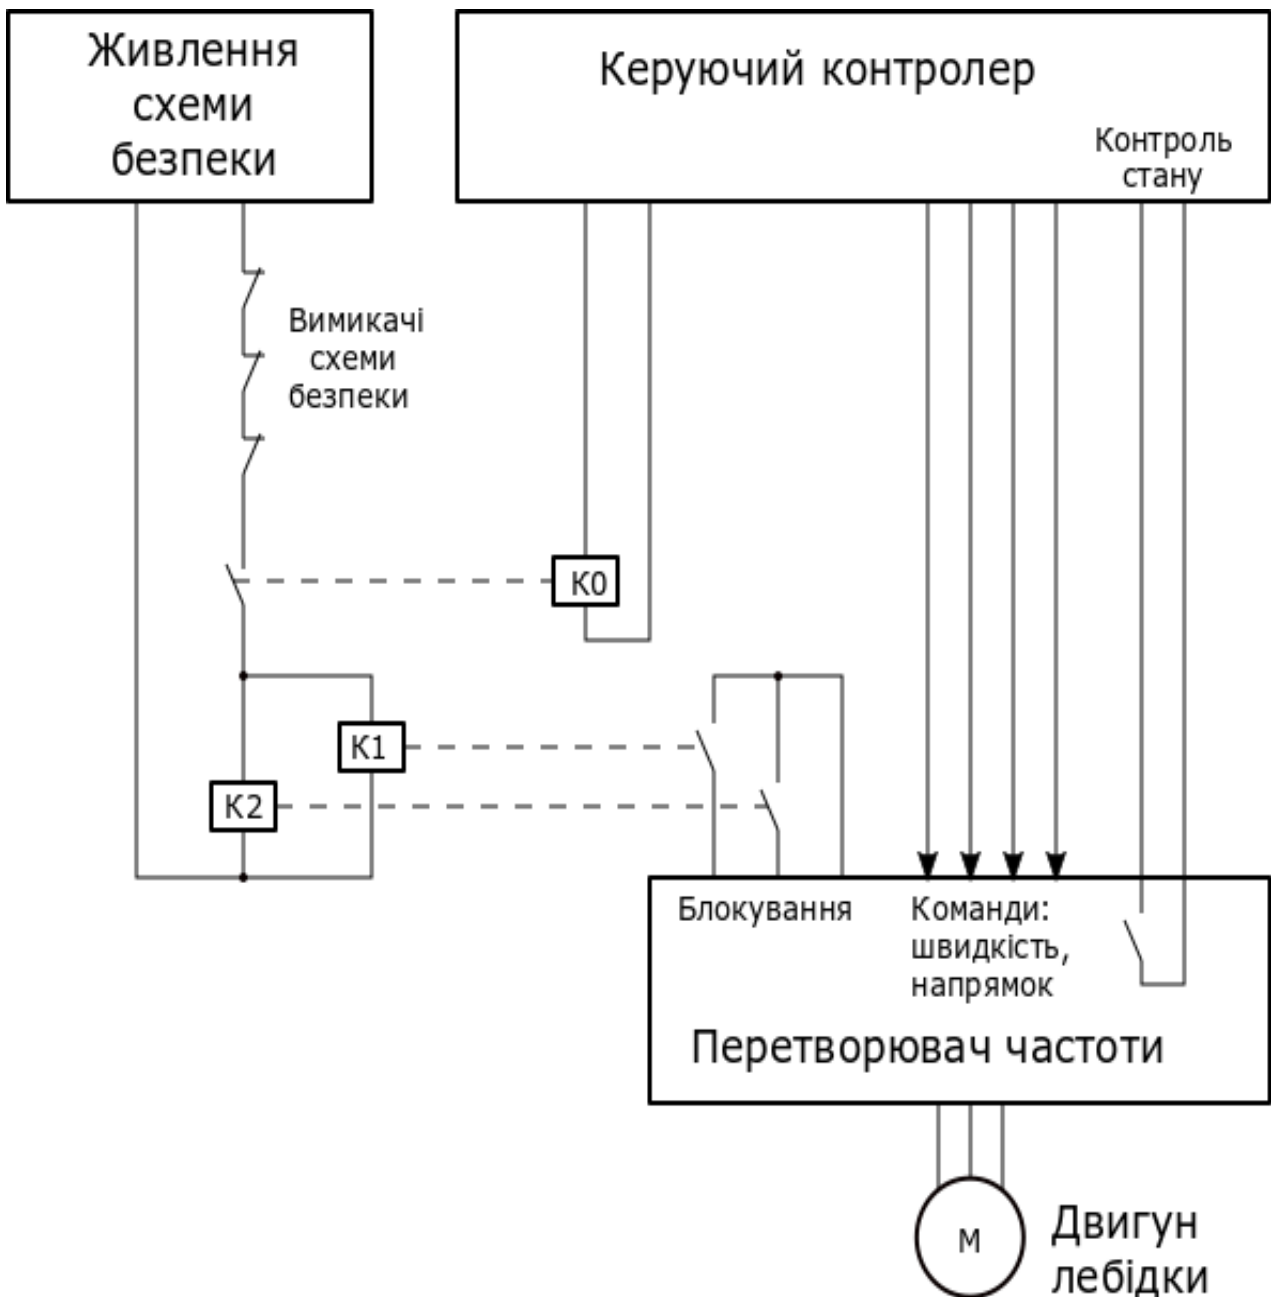 Живлення
схеми
безпеки
Керуючий контролер
Контроль
стану
Вимикачі
схеми
безпеки
K0
K1
K2
Блокування
Команди:
швидкість,
напрямок
Перетворювач частоти
M
Двигун
лебідки